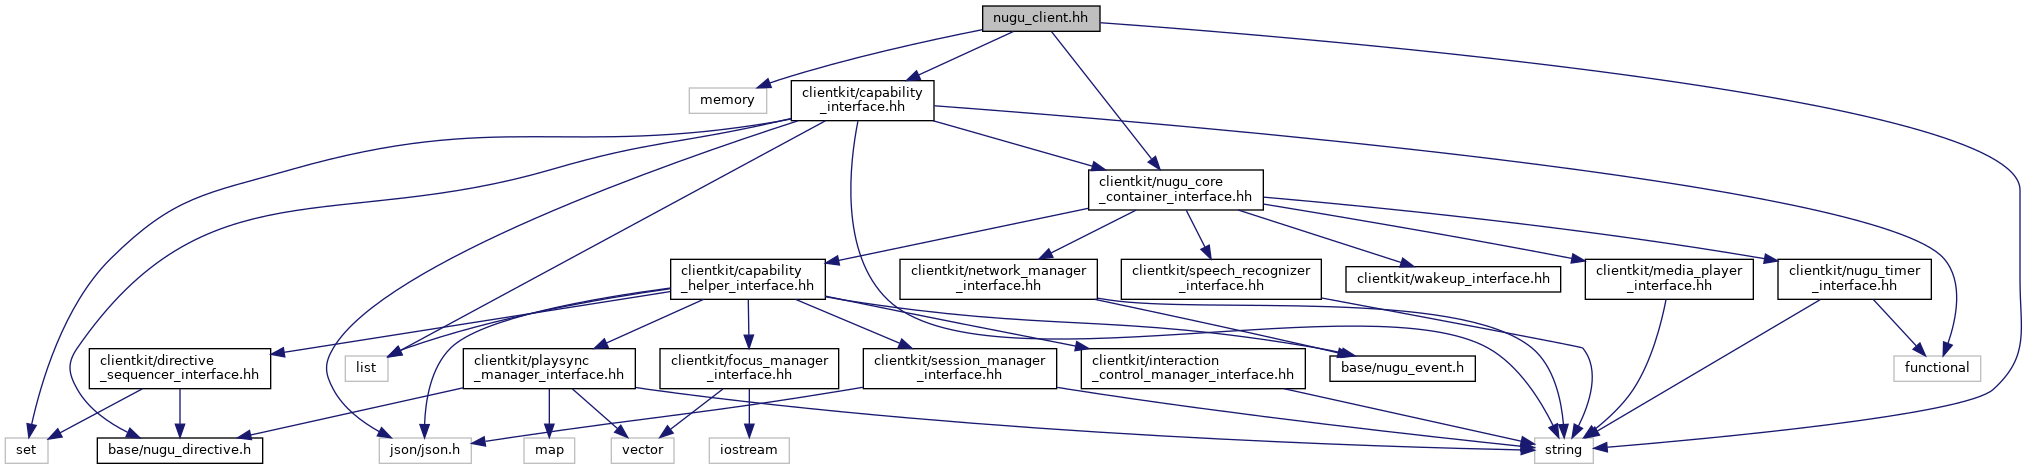 nugu_client.hh
memory
clientkit/capability
_interface.hh
clientkit/nugu_core
_container_interface.hh
clientkit/capability
_helper_interface.hh
clientkit/network_manager
_interface.hh
clientkit/speech_recognizer
_interface.hh
clientkit/wakeup_interface.hh
clientkit/media_player
_interface.hh
clientkit/nugu_timer
_interface.hh
clientkit/directive
_sequencer_interface.hh
list
clientkit/playsync
_manager_interface.hh
clientkit/focus_manager
_interface.hh
clientkit/session_manager
_interface.hh
clientkit/interaction
_control_manager_interface.hh
base/nugu_event.h
functional
set
base/nugu_directive.h
json/json.h
map
vector
iostream
string